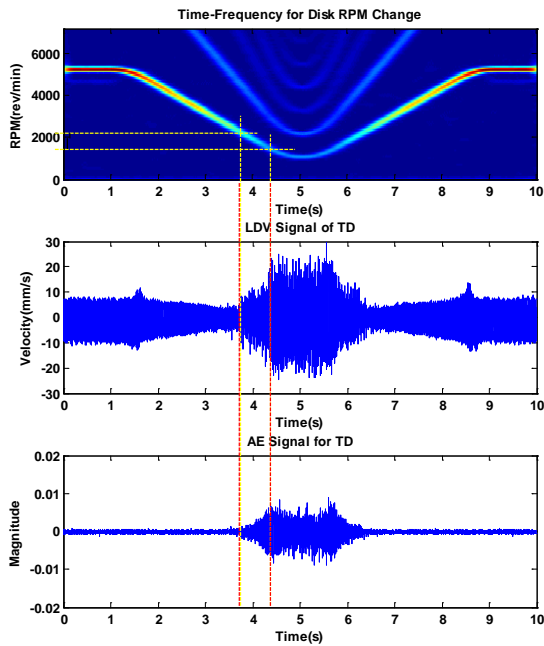 Time-Frequency for Disk RPM Change
6000
4000
2000
0
RPM(rev/min)
0 1 2 3 4 5 6 7 8 9 10
Time(s)
LDV Signal of TD
30
20
10
0
-10
-20
-30
Velocity(mm/s)
0 1 2 3 4 5 6 7 8 9 10
Time(s)
AE Signal for TD
0.02
0.01
0
-0.01
-0.02
Magnitude
0 1 2 3 4 5 6 7 8 9 10
Time(s)